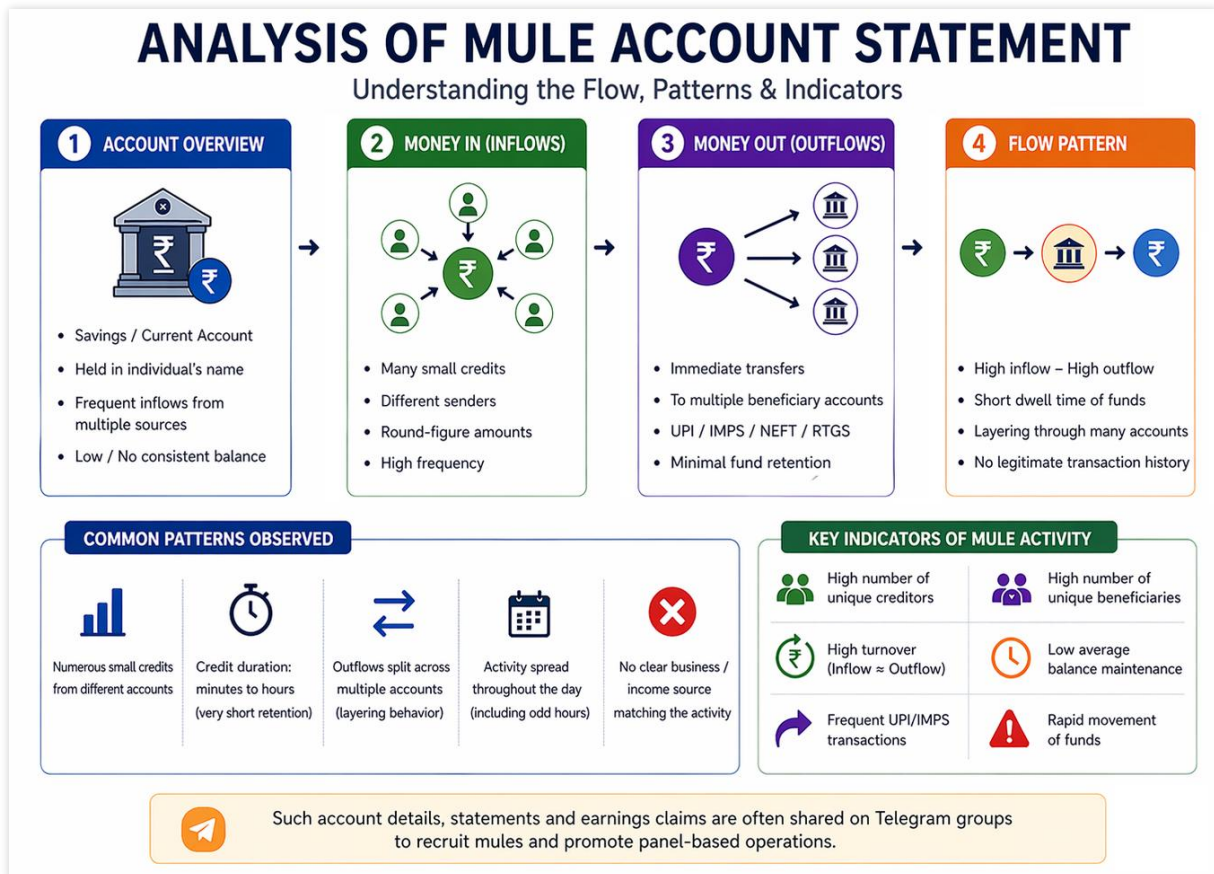 ANALYSIS OF MULE ACCOUNT STATEMENT
Understanding the Flow, Patterns & Indicators
1 ACCOUNT OVERVIEW
₹
₹
• Savings / Current Account
• Held in individual's name
• Frequent inflows from
multiple sources
• Low / No consistent balance
2 MONEY IN (INFLOWS)
₹
• Many small credits
• Different senders
• Round-figure amounts
• High frequency
3 MONEY OUT (OUTFLOWS)
₹
• Immediate transfers
• To multiple beneficiary accounts
• UPI / IMPS / NEFT / RTGS
• Minimal fund retention
4 FLOW PATTERN
₹ ₹
• High inflow – High outflow
• Short dwell time of funds
• Layering through many accounts
• No legitimate transaction history
COMMON PATTERNS OBSERVED
Numerous small credits
from different accounts
Credit duration:
minutes to hours
(very short retention)
Outflows split across
multiple accounts
(layering behavior)
Activity spread
throughout the day
(including odd hours)
No clear business /
income source
matching the activity
KEY INDICATORS OF MULE ACTIVITY
High number of
unique creditors
High number of
unique beneficiaries
₹
High turnover
(Inflow ≈ Outflow)
Low average
balance maintenance
Frequent UPI/IMPS
transactions
Rapid movement
of funds
Such account details, statements and earnings claims are often shared on Telegram groups
to recruit mules and promote panel-based operations.